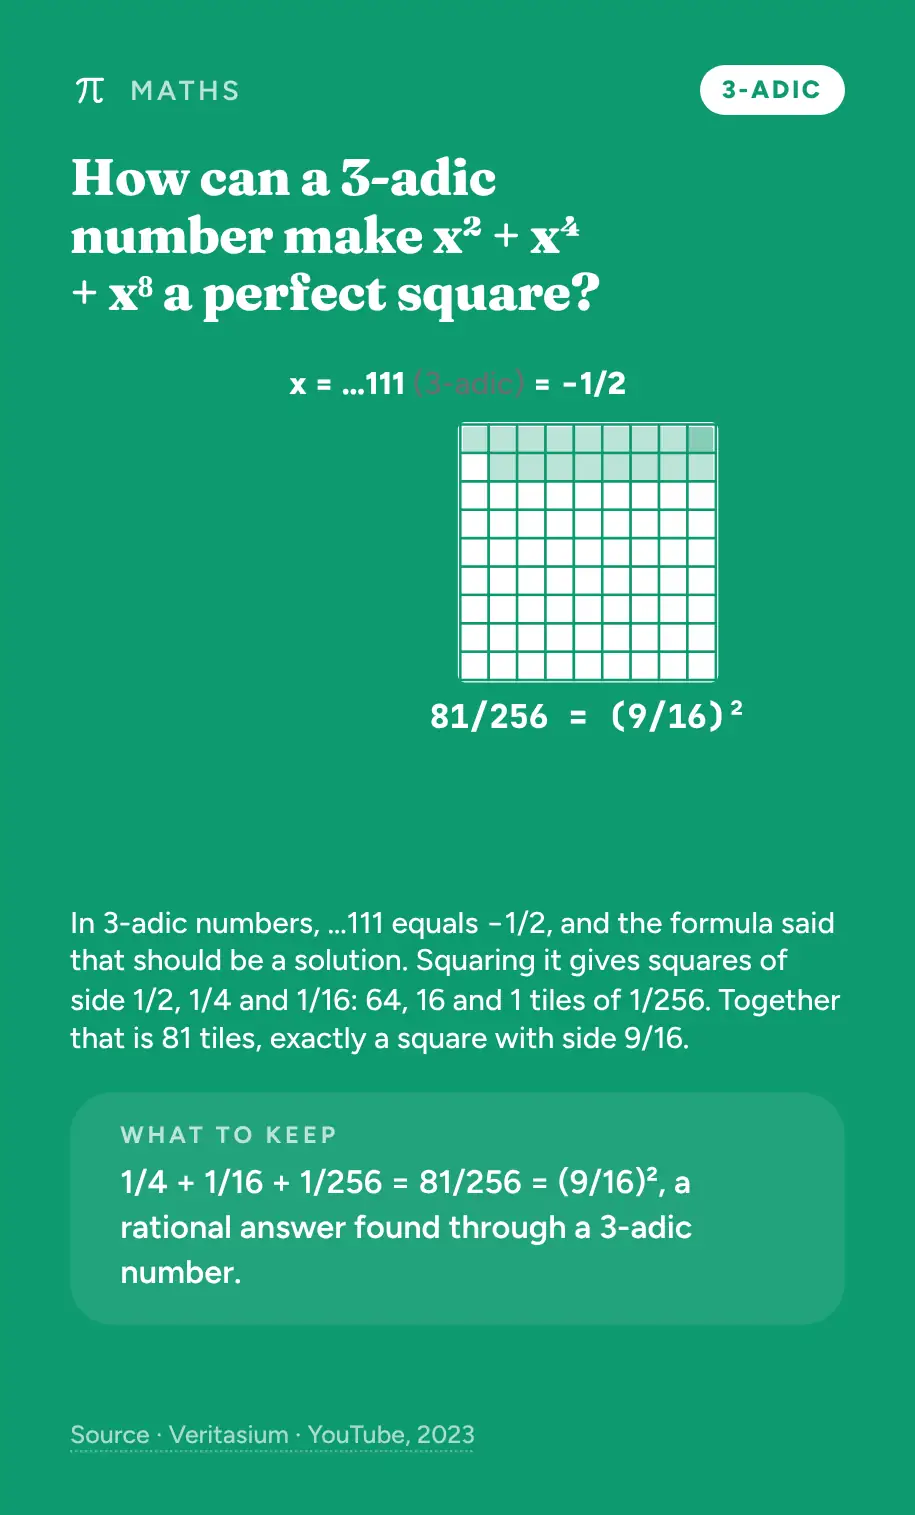 π MATHS
3-ADIC
How can a 3-adic
number make x² + x⁴
+ x⁸ a perfect square?
x = ...111 (3-adic) = −1/2
81/256 = (9/16)²
In 3-adic numbers, ...111 equals −1/2, and the formula said
that should be a solution. Squaring it gives squares of
side 1/2, 1/4 and 1/16: 64, 16 and 1 tiles of 1/256. Together
that is 81 tiles, exactly a square with side 9/16.
WHAT TO KEEP
1/4 + 1/16 + 1/256 = 81/256 = (9/16)², a
rational answer found through a 3-adic
number.
Source · Veritasium · YouTube, 2023